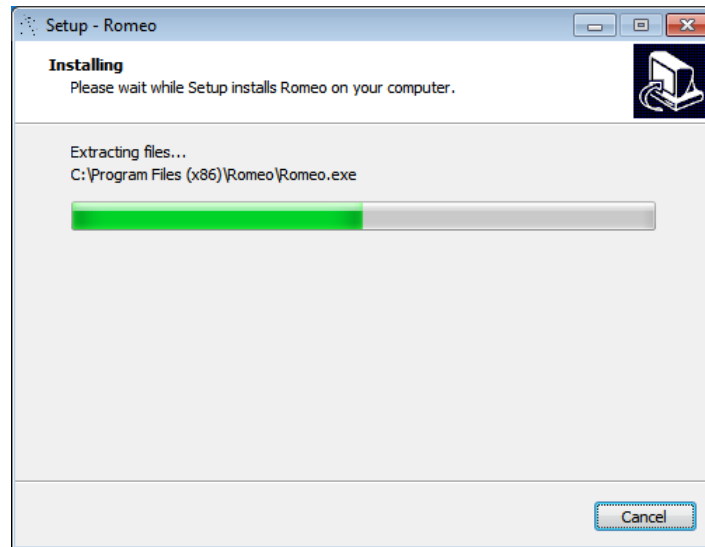 Setup - Romeo
Installing
Please wait while Setup installs Romeo on your computer.
Extracting files...
C:\Program Files (x86)\Romeo\Romeo.exe
Cancel